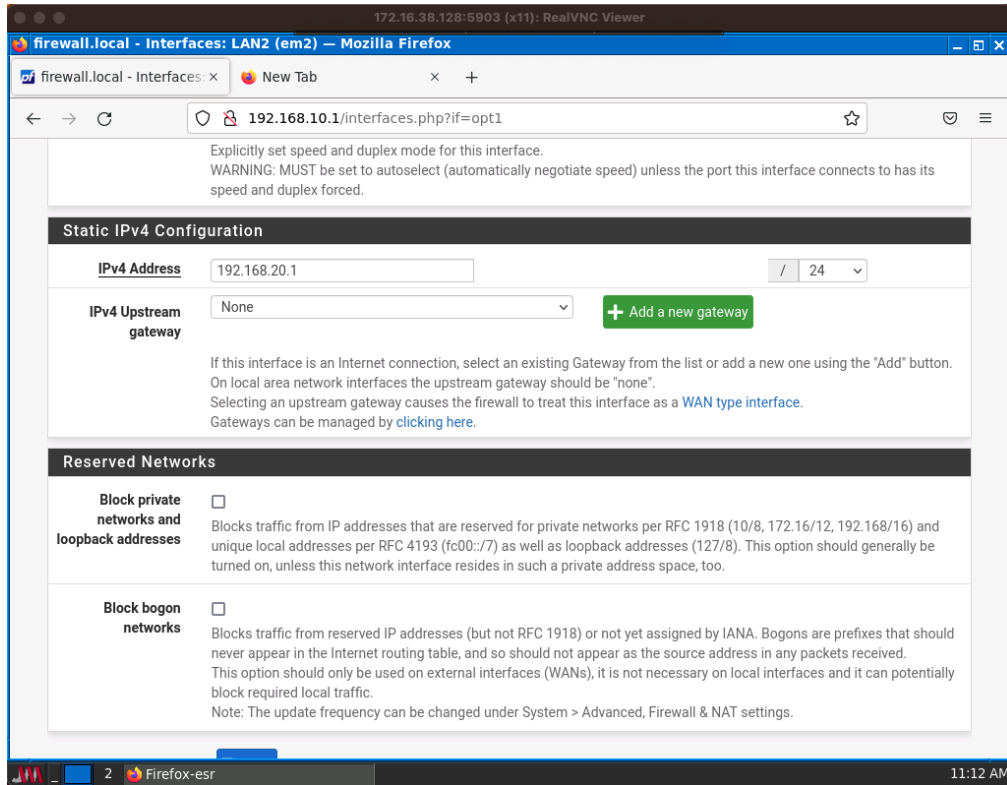 172.16.38.128:5903 (x11): RealVNC Viewer
firewall.local - Interfaces: LAN2 (em2) — Mozilla Firefox
firewall.local - Interfaces: × New Tab × +
192.168.10.1/interfaces.php?if=opt1
Explicitly set speed and duplex mode for this interface.
WARNING: MUST be set to autoselect (automatically negotiate speed) unless the port this interface connects to has its
speed and duplex forced.
Static IPv4 Configuration
IPv4 Address 192.168.20.1 / 24
IPv4 Upstream None + Add a new gateway
gateway
If this interface is an Internet connection, select an existing Gateway from the list or add a new one using the "Add" button.
On local area network interfaces the upstream gateway should be "none".
Selecting an upstream gateway causes the firewall to treat this interface as a WAN type interface.
Gateways can be managed by clicking here.
Reserved Networks
Block private
networks and
loopback addresses
Blocks traffic from IP addresses that are reserved for private networks per RFC 1918 (10/8, 172.16/12, 192.168/16) and
unique local addresses per RFC 4193 (fc00::/7) as well as loopback addresses (127/8). This option should generally be
turned on, unless this network interface resides in such a private address space, too.
Block bogon
networks
Blocks traffic from reserved IP addresses (but not RFC 1918) or not yet assigned by IANA. Bogons are prefixes that should
never appear in the Internet routing table, and so should not appear as the source address in any packets received.
This option should only be used on external interfaces (WANs), it is not necessary on local interfaces and it can potentially
block required local traffic.
Note: The update frequency can be changed under System > Advanced, Firewall & NAT settings.
2 Firefox-esr 11:12 AM